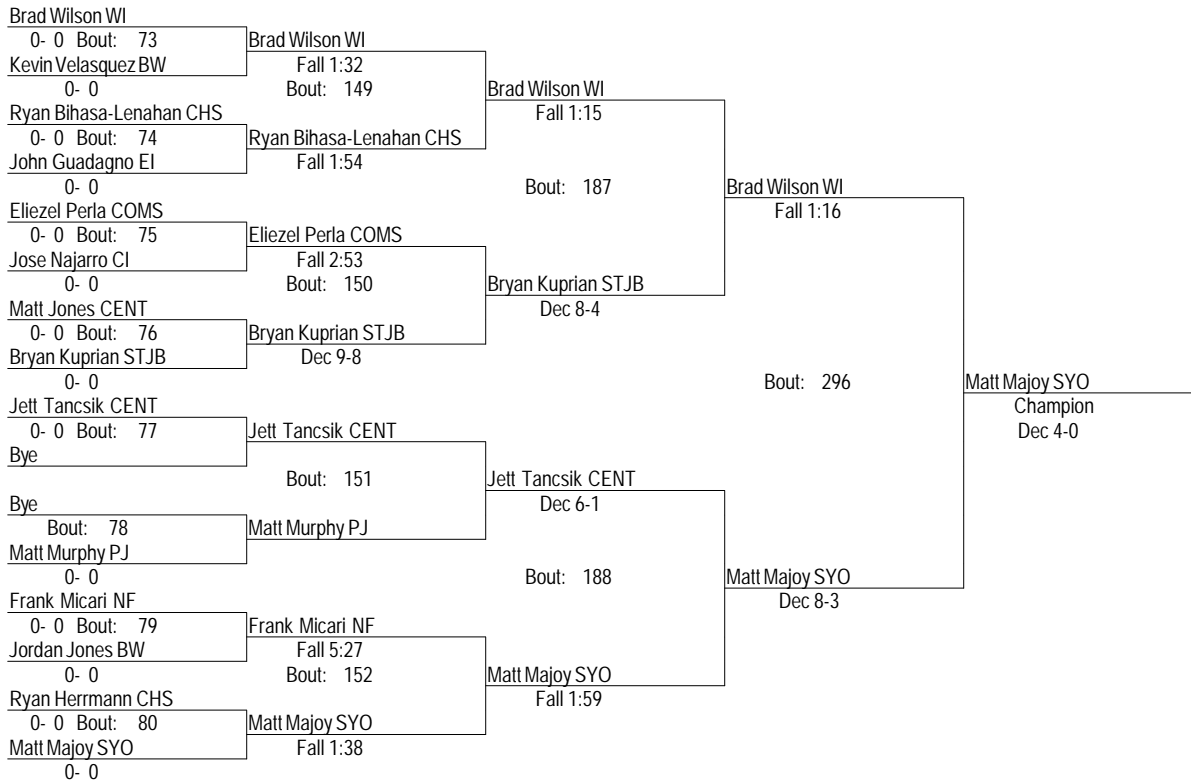 Brad Wilson WI
0- 0 Bout: 73
Brad Wilson WI
Kevin Velasquez BW
Fall 1:32
0- 0
Bout: 149
Brad Wilson WI
Ryan Bihasa-Lenahan CHS
Fall 1:15
0- 0 Bout: 74
Ryan Bihasa-Lenahan CHS
John Guadagno EI
Fall 1:54
0- 0
Bout: 187
Brad Wilson WI
Eliezel Perla COMS
Fall 1:16
0- 0 Bout: 75
Eliezel Perla COMS
Jose Najarro CI
Fall 2:53
0- 0
Bout: 150
Bryan Kuprian STJB
Matt Jones CENT
Dec 8-4
0- 0 Bout: 76
Bryan Kuprian STJB
Bryan Kuprian STJB
Dec 9-8
0- 0
Bout: 296
Matt Majoy SYO
Jett Tancsik CENT
Champion
0- 0 Bout: 77
Jett Tancsik CENT
Dec 4-0
Bye
Bout: 151
Jett Tancsik CENT
Bye
Dec 6-1
Bout: 78
Matt Murphy PJ
Matt Murphy PJ
0- 0
Bout: 188
Matt Majoy SYO
Frank Micari NF
Dec 8-3
0- 0 Bout: 79
Frank Micari NF
Jordan Jones BW
Fall 5:27
0- 0
Bout: 152
Matt Majoy SYO
Ryan Herrmann CHS
Fall 1:59
0- 0 Bout: 80
Matt Majoy SYO
Matt Majoy SYO
Fall 1:38
0- 0